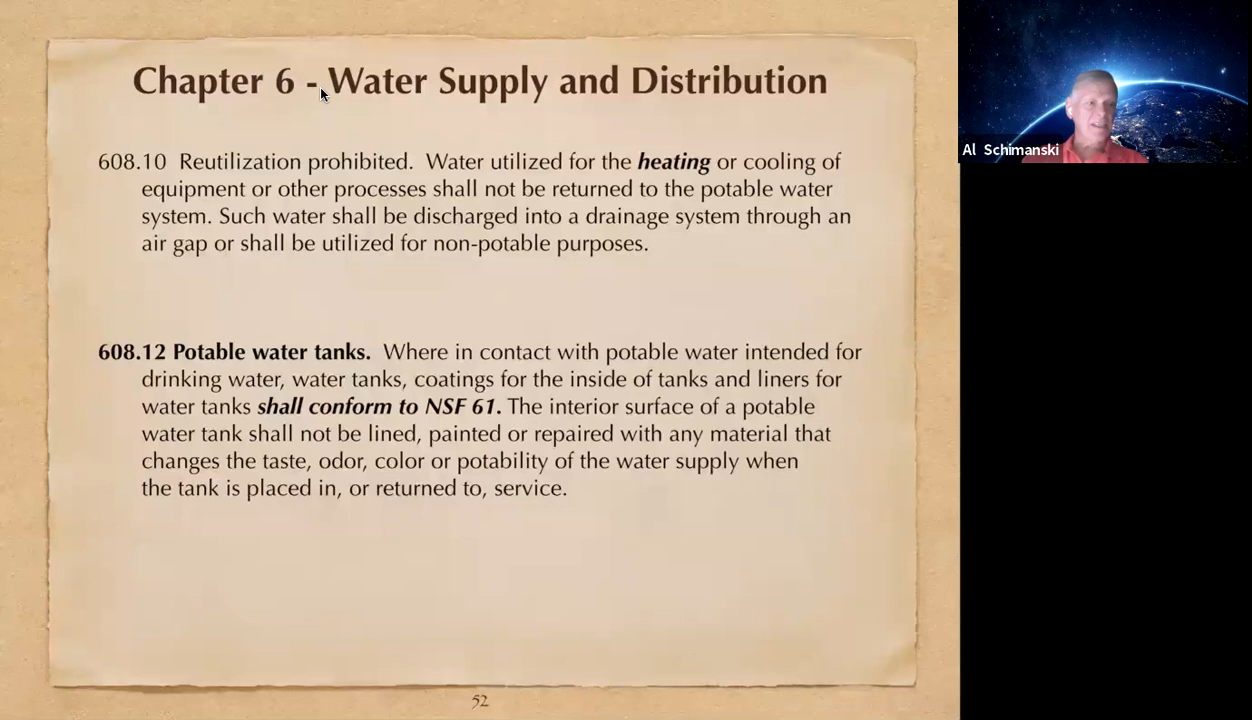 Chapter 6 - Water Supply and Distribution
608.10 Reutilization prohibited. Water utilized for the heating or cooling of
equipment or other processes shall not be returned to the potable water
system. Such water shall be discharged into a drainage system through an
air gap or shall be utilized for non-potable purposes.
608.12 Potable water tanks. Where in contact with potable water intended for
drinking water, water tanks, coatings for the inside of tanks and liners for
water tanks shall conform to NSF 61. The interior surface of a potable
water tank shall not be lined, painted or repaired with any material that
changes the taste, odor, color or potability of the water supply when
the tank is placed in, or returned to, service.
52
Al Schimanski